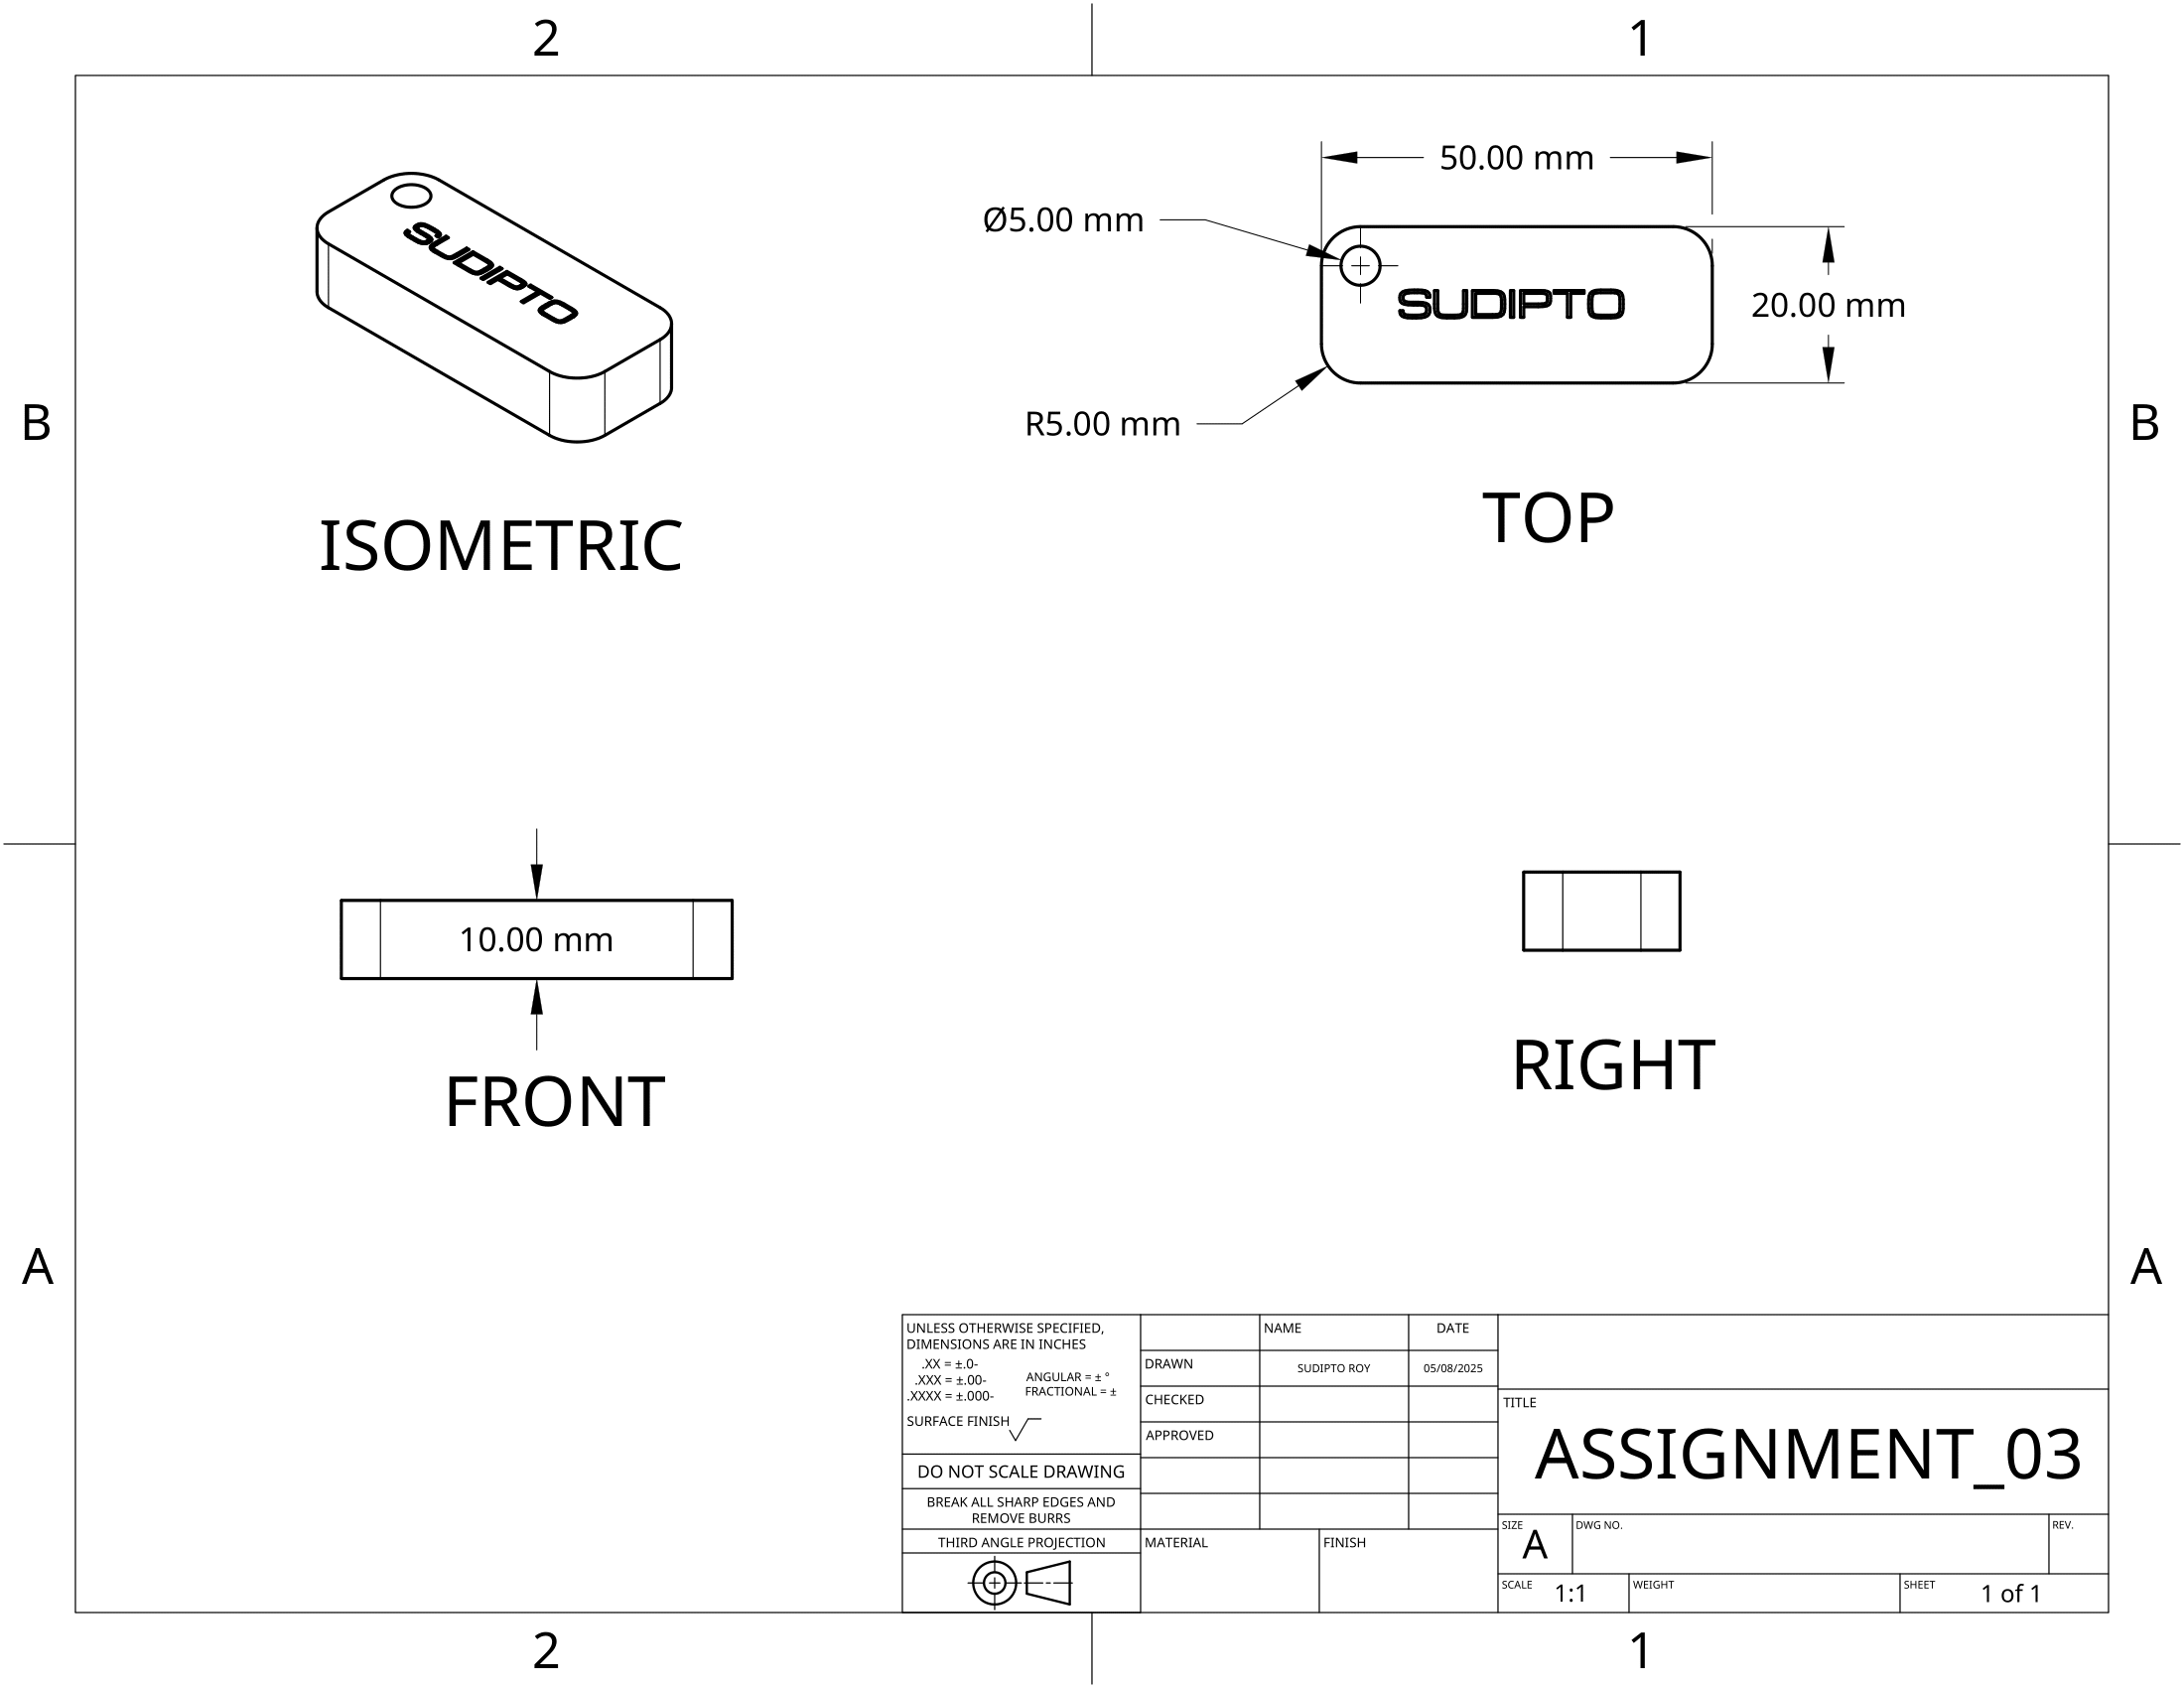 2
1
50.00 mm
Ø5.00 mm
SUDIPTO
SUDIPTO
20.00 mm
R5.00 mm
B
B
ISOMETRIC
TOP
10.00 mm
FRONT
RIGHT
A
A
UNLESS OTHERWISE SPECIFIED,
DIMENSIONS ARE IN INCHES
.XX = ±.0-
.XXX = ±.00-
.XXXX = ±.000-
ANGULAR = ± °
FRACTIONAL = ±
SURFACE FINISH
DO NOT SCALE DRAWING
BREAK ALL SHARP EDGES AND
REMOVE BURRS
THIRD ANGLE PROJECTION
NAME DATE
DRAWN SUDIPTO ROY 05/08/2025
CHECKED
APPROVED
MATERIAL FINISH
TITLE
ASSIGNMENT_03
SIZE A DWG NO. REV.
SCALE 1:1 WEIGHT SHEET 1 of 1
2
1